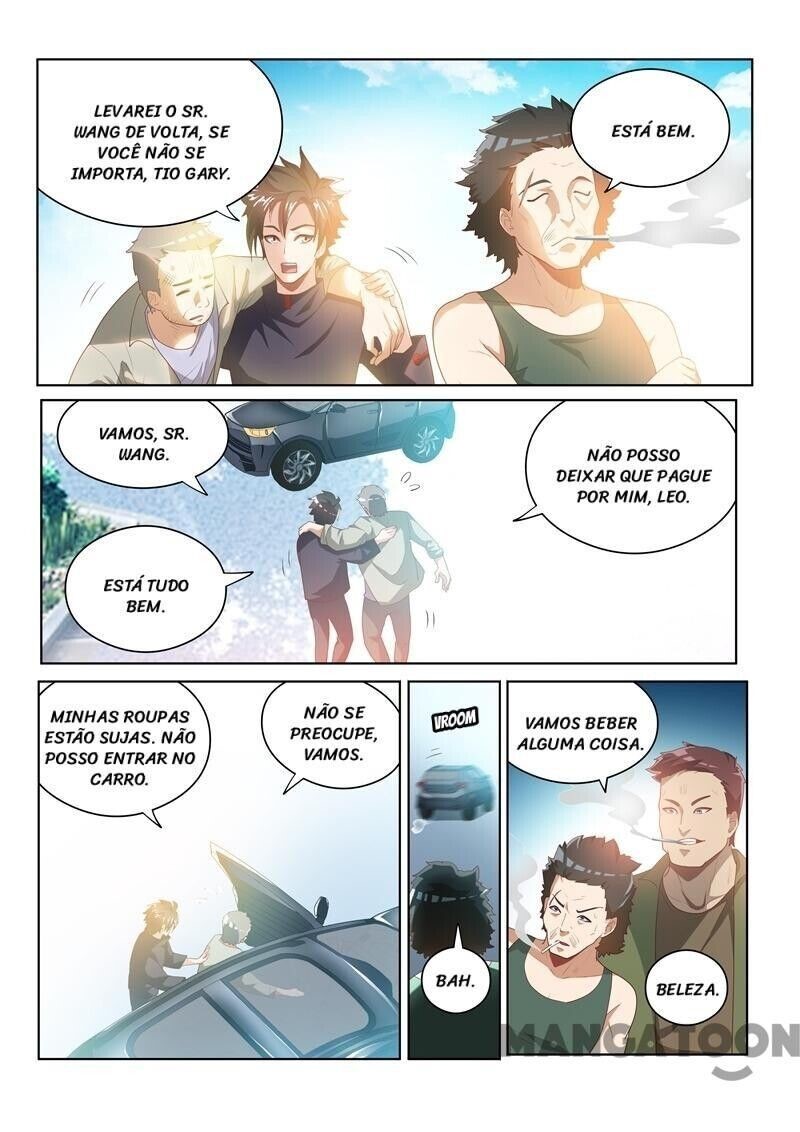 LEVAREI O SR.
WANG DE VOLTA, SE
VOCÊ NÃO SE
IMPORTA, TIO GARY.
ESTÁ BEM.
VAMOS, SR.
WANG.
NÃO POSSO
DEIXAR QUE PAGUE
POR MIM, LEO.
ESTÁ TUDO
BEM.
MINHAS ROUPAS
ESTÃO SUJAS. NÃO
POSSO ENTRAR NO
CARRO.
NÃO SE
PREOCUPE,
VAMOS.
VROOM
BAH.
VAMOS BEBER
ALGUMA COISA.
BELEZA.
MANGATOON